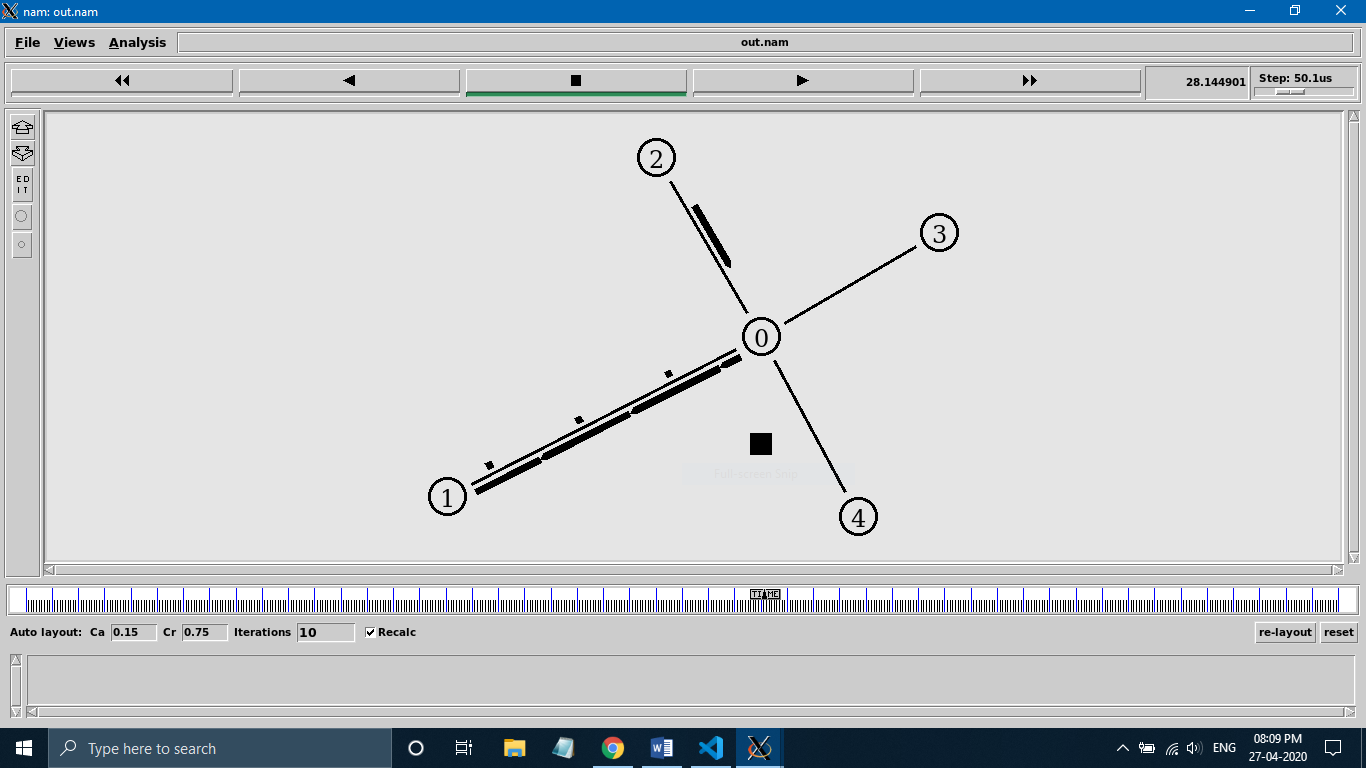 nam: out.nam
File Views Analysis out.nam
28.144901 Step: 50.1us
ED
IT
2
3
0
Full-screen Snip
1
4
TIME
Auto layout: Ca 0.15 Cr 0.75 Iterations 10 Recalc re-layout reset
Type here to search
ENG
08:09 PM
27-04-2020